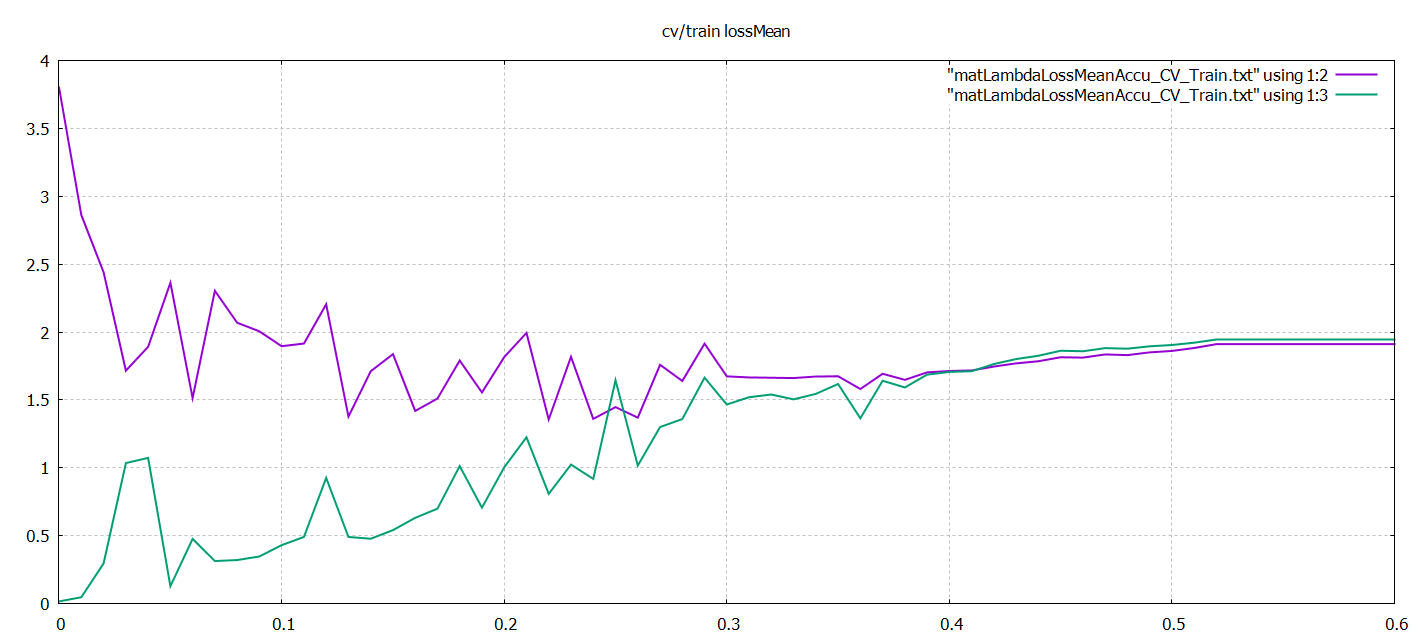 cv/train lossMean
"matLambdaLossMeanAccu_CV_Train.txt" using 1:2
"matLambdaLossMeanAccu_CV_Train.txt" using 1:3
4
3.5
3
2.5
2
1.5
1
0.5
0
0 0.1 0.2 0.3 0.4 0.5 0.6